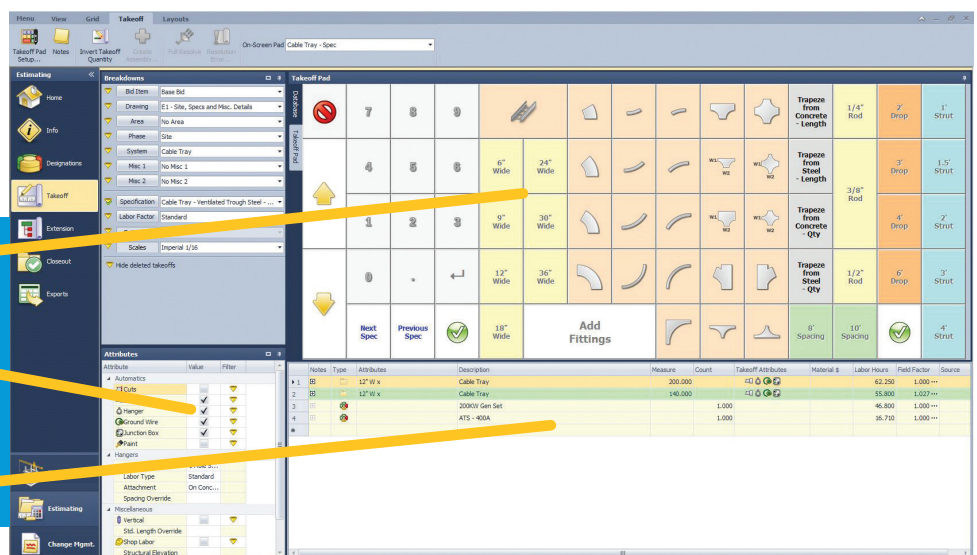 Menu View Grid Takeoff Layouts
Takeoff Pad Setup...
Notes
Invert Takeoff Quantity
On-Screen Pad Cable Tray - Spec
Estimating
Home
Info
Designations
Takeoff
Extension
Closeout
Exports
Estimating
Change Mgmt.
Breakdowns
Bid Item Base Bid
Drawing E1 - Site, Specs and Misc. Details
Area No Area
Phase Site
System Cable Tray
Misc 1 No Misc 1
Misc 2 No Misc 2
Specification Cable Tray - Ventilated Trough Steel - ...
Labor Factor Standard
Scales Imperial 1/16
Hide deleted takeoffs
Takeoff Pad
Database
Takeoff Pad
7 8 9
Trapeze from Concrete - Length
1/4" Rod
2' Drop
1' Strut
4 5 6
6" Wide
24" Wide
W1 W2
W1 W2
Trapeze from Steel - Length
3/8" Rod
3' Drop
1.5' Strut
1 2 3
9" Wide
30" Wide
W1 W2
W1 W2
Trapeze from Concrete - Qty
4' Drop
2' Strut
0 .
12" Wide
36" Wide
Trapeze from Steel - Qty
1/2" Rod
6' Drop
3' Strut
Next Spec
Previous Spec
18" Wide
Add Fittings
8' Spacing
10' Spacing
4' Strut
Attributes
Attribute Value Filter
Automatics
Cuts
Hanger
Ground Wire
Junction Box
Paint
Hangers
Labor Type Standard
Attachment On Conc...
Spacing Override
Miscellaneous
Vertical
Std. Length Override
Shop Labor
Structural Elevation
Notes Type Attributes Description Measure Count Takeoff Attributes Material $ Labor Hours Field Factor Source
1 12" W x Cable Tray 200.000 62.250 1.000 ...
2 12" W x Cable Tray 140.000 55.800 1.027 ...
3 200KW Gen Set 1.000 46.800 1.000 ...
4 ATS - 400A 1.000 16.710 1.000 ...